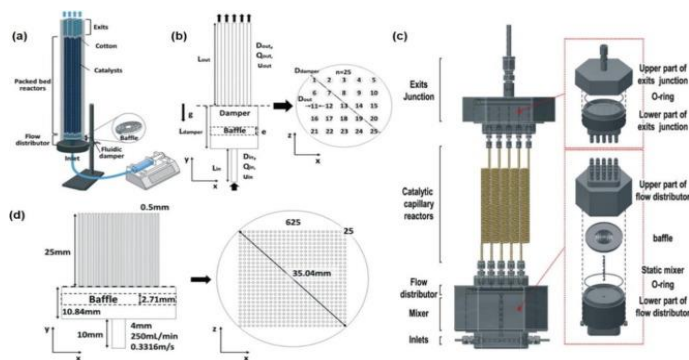 (a)
Exits
Cotton
Catalysts
Packed bed
reactors
Flow
distributor
Inlet
Baffle
Fluidic
damper
(b)
Lout
Dout,
Qout,
uout
g
Damper
Baffle
e
Ldamper
Lin
Din,
Qin,
uin
y
x
Ddamper
n=25
Dout
1 2 3 4 5
6 7 8 9 10
11 12 13 14 15
16 17 18 19 20
21 22 23 24 25
z
x
(c)
Exits
Junction
Catalytic
capillary
reactors
Flow
distributor
Mixer
Inlets
Upper part of
exits junction
O-ring
Lower part of
exits junction
Upper part of
flow distributor
baffle
Static mixer
O-ring
Lower part of
flow distributor
(d)
0.5mm
25mm
Baffle
2.71mm
10.84mm
10mm
4mm
250mL/min
0.3316m/s
y
x
625
25
35.04mm
z
x